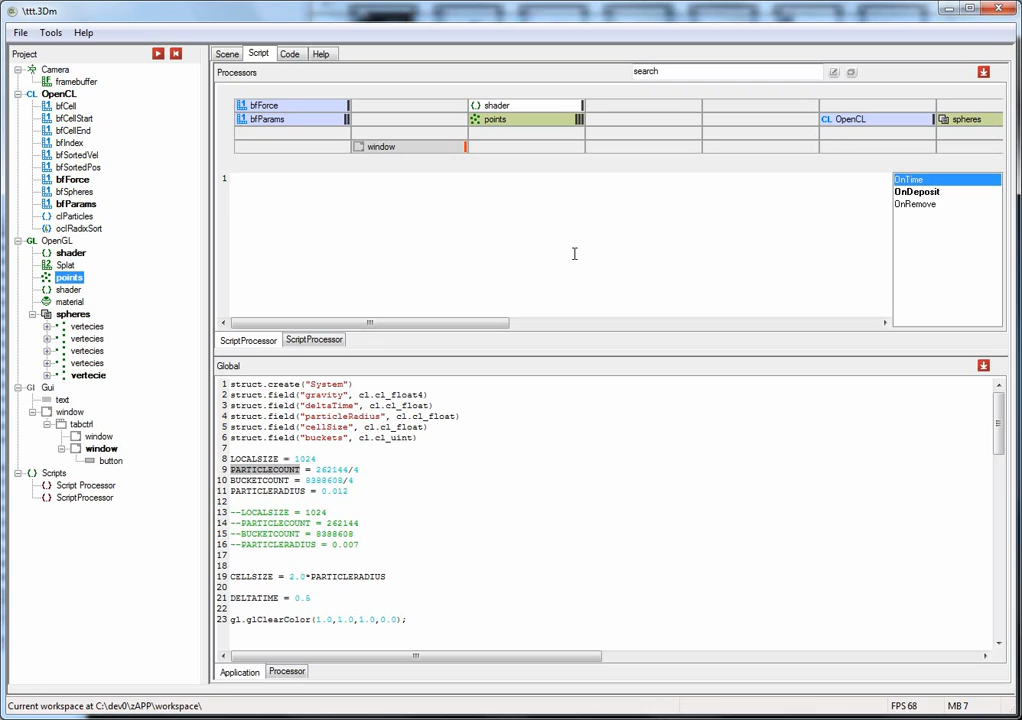 \ttt.3Dm
File Tools Help
Project
Camera
framebuffer
OpenCL
bfCell
bfCellStart
bfCellEnd
bfIndex
bfSortedVel
bfSortedPos
bfForce
bfSpheres
bfParams
clParticles
oclRadixSort
OpenGL
shader
Splat
points
shader
material
spheres
vertecies
vertecies
vertecies
vertecies
vertecie
Gui
text
window
tabctrl
window
window
button
Scripts
Script Processor
ScriptProcessor
Scene Script Code Help
Processors search
bfForce shader
bfParams points OpenCL spheres
window
1
OnTime
OnDeposit
OnRemove
ScriptProcessor ScriptProcessor
Global
1 struct.create("System")
2 struct.field("gravity", cl.cl_float4)
3 struct.field("deltaTime", cl.cl_float)
4 struct.field("particleRadius", cl.cl_float)
5 struct.field("cellSize", cl.cl_float)
6 struct.field("buckets", cl.cl_uint)
7
8 LOCALSIZE = 1024
9 PARTICLECOUNT = 262144/4
10 BUCKETCOUNT = 8388608/4
11 PARTICLERADIUS = 0.012
12
13 --LOCALSIZE = 1024
14 --PARTICLECOUNT = 262144
15 --BUCKETCOUNT = 8388608
16 --PARTICLERADIUS = 0.007
17
18
19 CELLSIZE = 2.0*PARTICLERADIUS
20
21 DELTATIME = 0.5
22
23 gl.glClearColor(1.0,1.0,1.0,0.0);
Application Processor
Current workspace at C:\dev0\zAPP\workspace\ FPS 68 MB 7